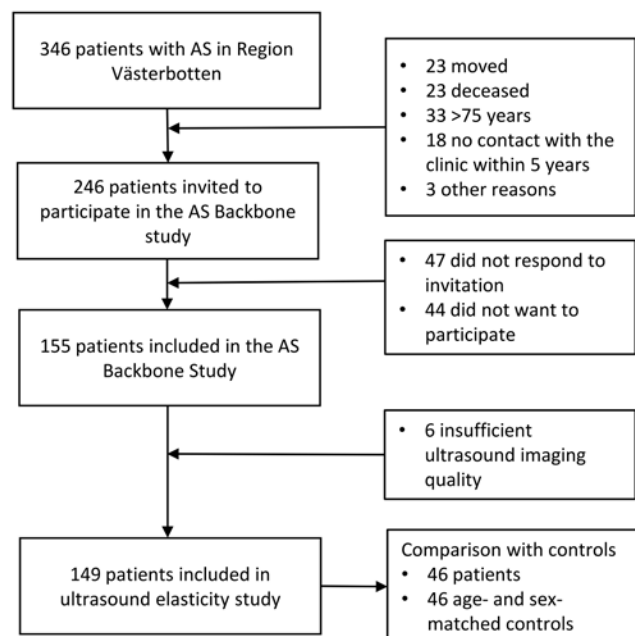 346 patients with AS in Region
Västerbotten
• 23 moved
• 23 deceased
• 33 >75 years
• 18 no contact with the
clinic within 5 years
• 3 other reasons
246 patients invited to
participate in the AS Backbone
study
• 47 did not respond to
invitation
• 44 did not want to
participate
155 patients included in the AS
Backbone Study
• 6 insufficient
ultrasound imaging
quality
149 patients included in
ultrasound elasticity study
Comparison with controls
• 46 patients
• 46 age- and sex-
matched controls